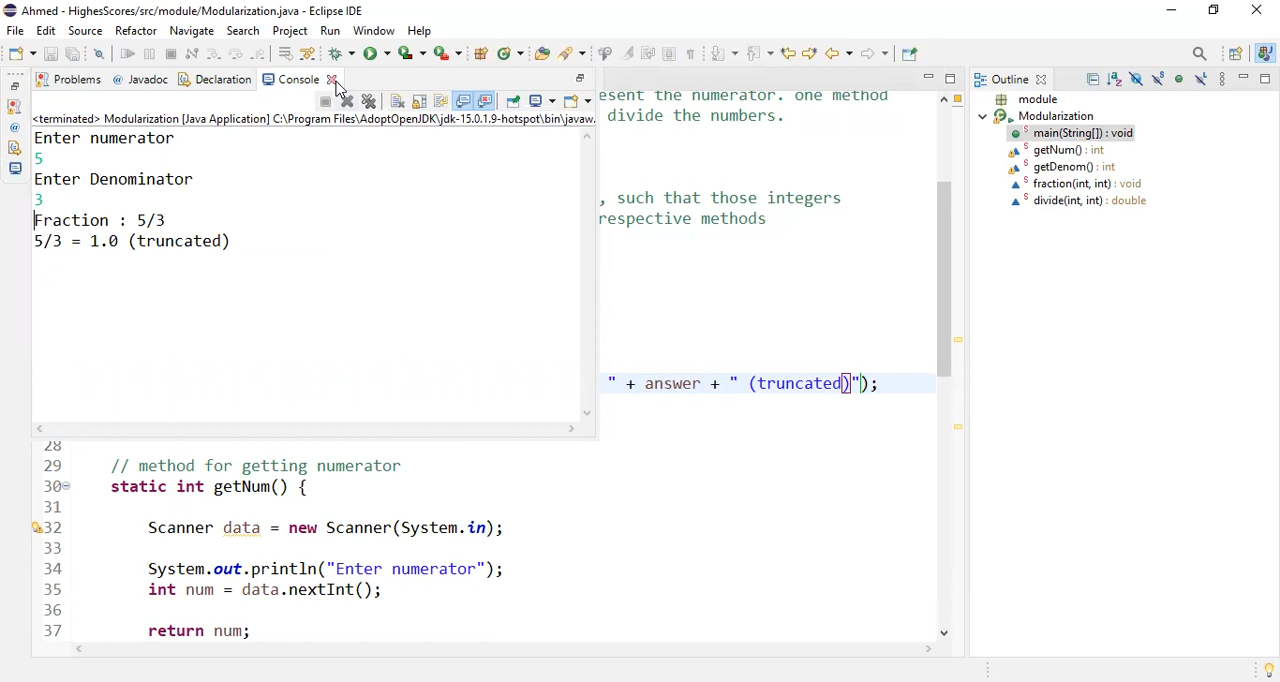 Ahmed - HighesScores/src/module/Modularization.java - Eclipse IDE
File Edit Source Refactor Navigate Search Project Run Window Help
Problems Javadoc Declaration Console
<terminated> Modularization [Java Application] C:\Program Files\AdoptOpenJDK\jdk-15.0.1.9-hotspot\bin\javaw.
Enter numerator
5
Enter Denominator
3
Fraction : 5/3
5/3 = 1.0 (truncated)
esent the numerator. one method
divide the numbers.
, such that those integers
respective methods
" + answer + " (truncated)");
28
29 // method for getting numerator
30 static int getNum() {
31
32 Scanner data = new Scanner(System.in);
33
34 System.out.println("Enter numerator");
35 int num = data.nextInt();
36
37 return num;
Outline
module
Modularization
main(String[]) : void
getNum() : int
getDenom() : int
fraction(int, int) : void
divide(int, int) : double